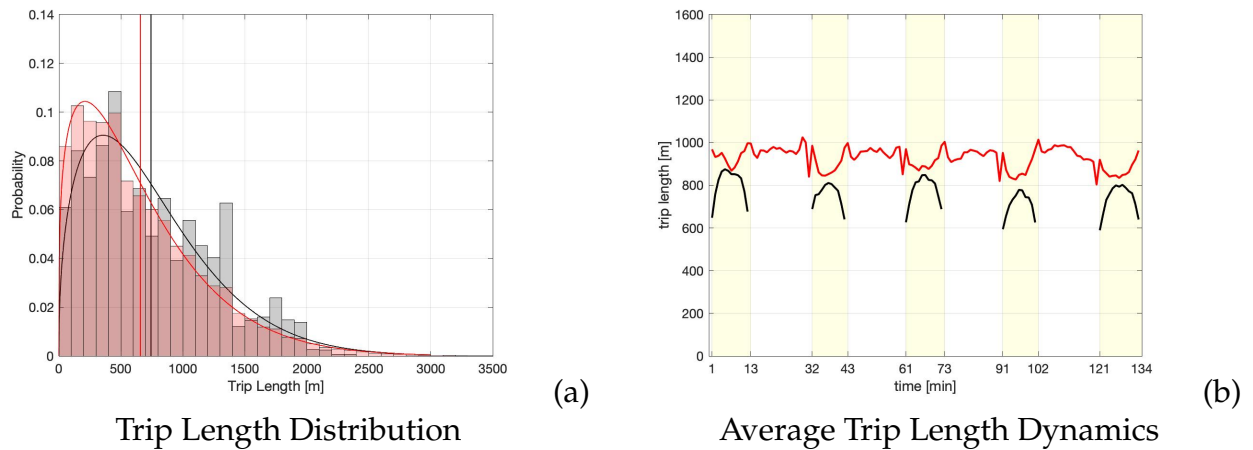 0.14
0.12
0.1
0.08
0.06
0.04
0.02
0
Probability
0 500 1000 1500 2000 2500 3000 3500
Trip Length [m]
(a)
Trip Length Distribution
1600
1400
1200
1000
800
600
400
200
0
trip length [m]
1 13 32 43 61 73 91 102 121 134
time [min]
(b)
Average Trip Length Dynamics